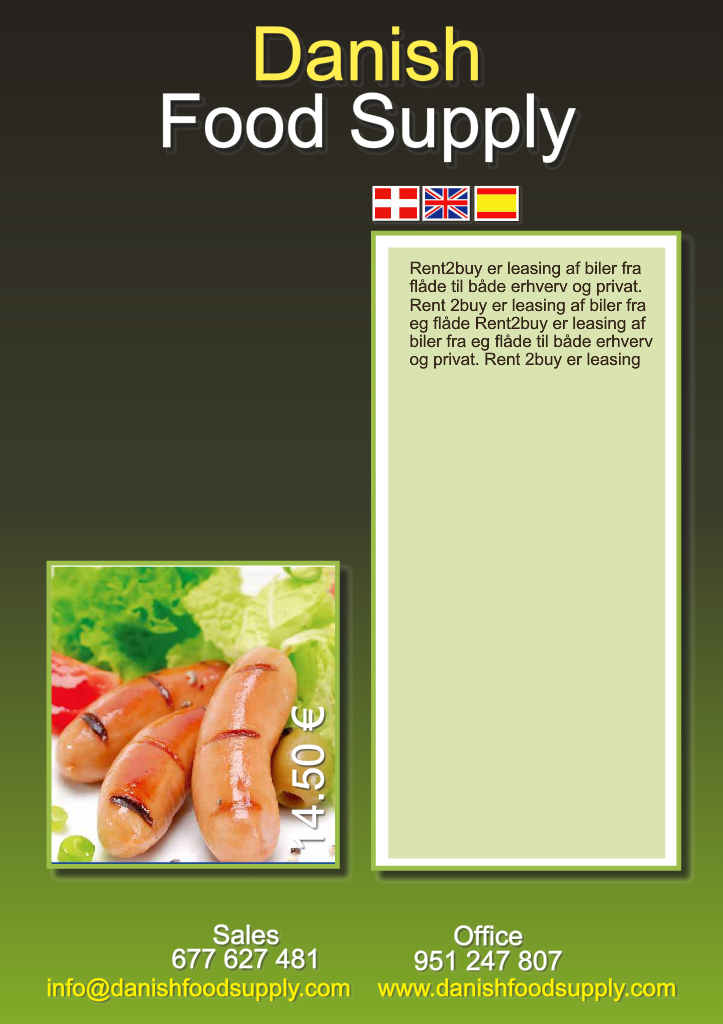 Danish
Food Supply
Rent2buy er leasing af biler fra
flåde til både erhverv og privat.
Rent 2buy er leasing af biler fra
eg flåde Rent2buy er leasing af
biler fra eg flåde til både erhverv
og privat. Rent 2buy er leasing
14.50 €
Sales
677 627 481
info@danishfoodsupply.com
Office
951 247 807
www.danishfoodsupply.com